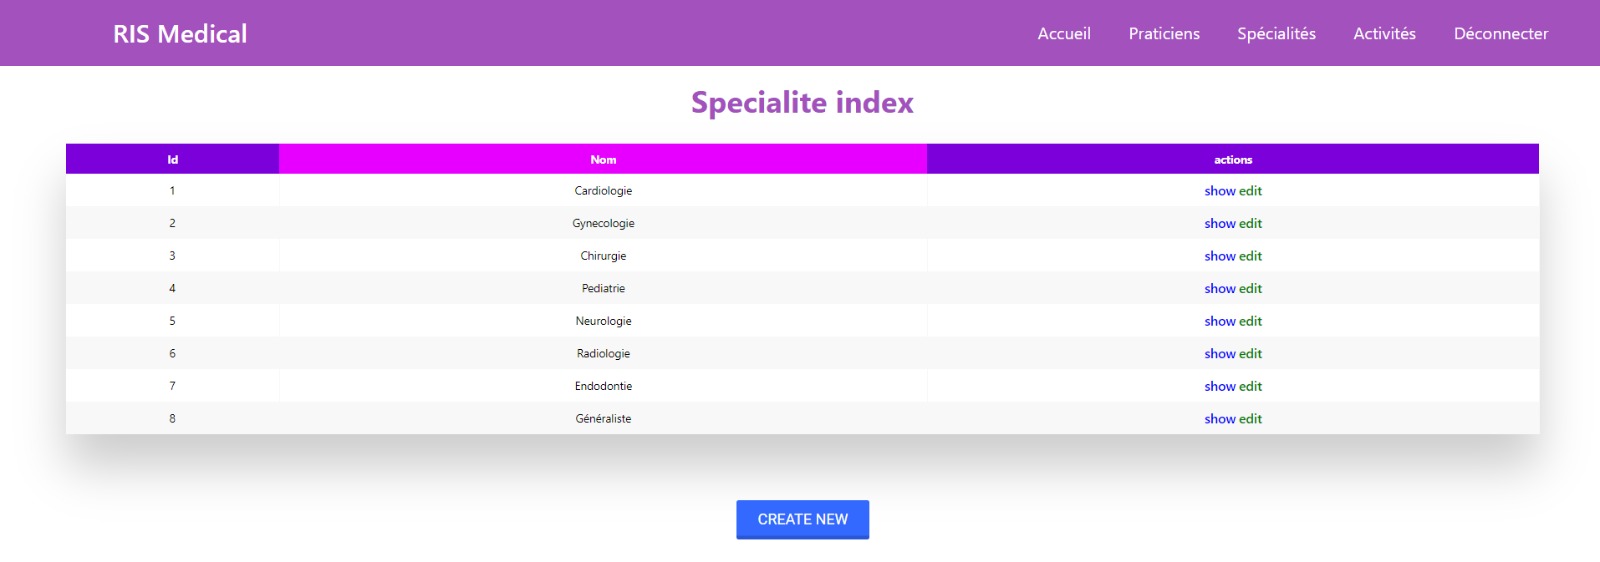 RIS Medical Accueil Praticiens Spécialités Activités Déconnecter
Specialite index
Id Nom actions
1 Cardiologie show edit
2 Gynecologie show edit
3 Chirurgie show edit
4 Pediatrie show edit
5 Neurologie show edit
6 Radiologie show edit
7 Endodontie show edit
8 Généraliste show edit
CREATE NEW